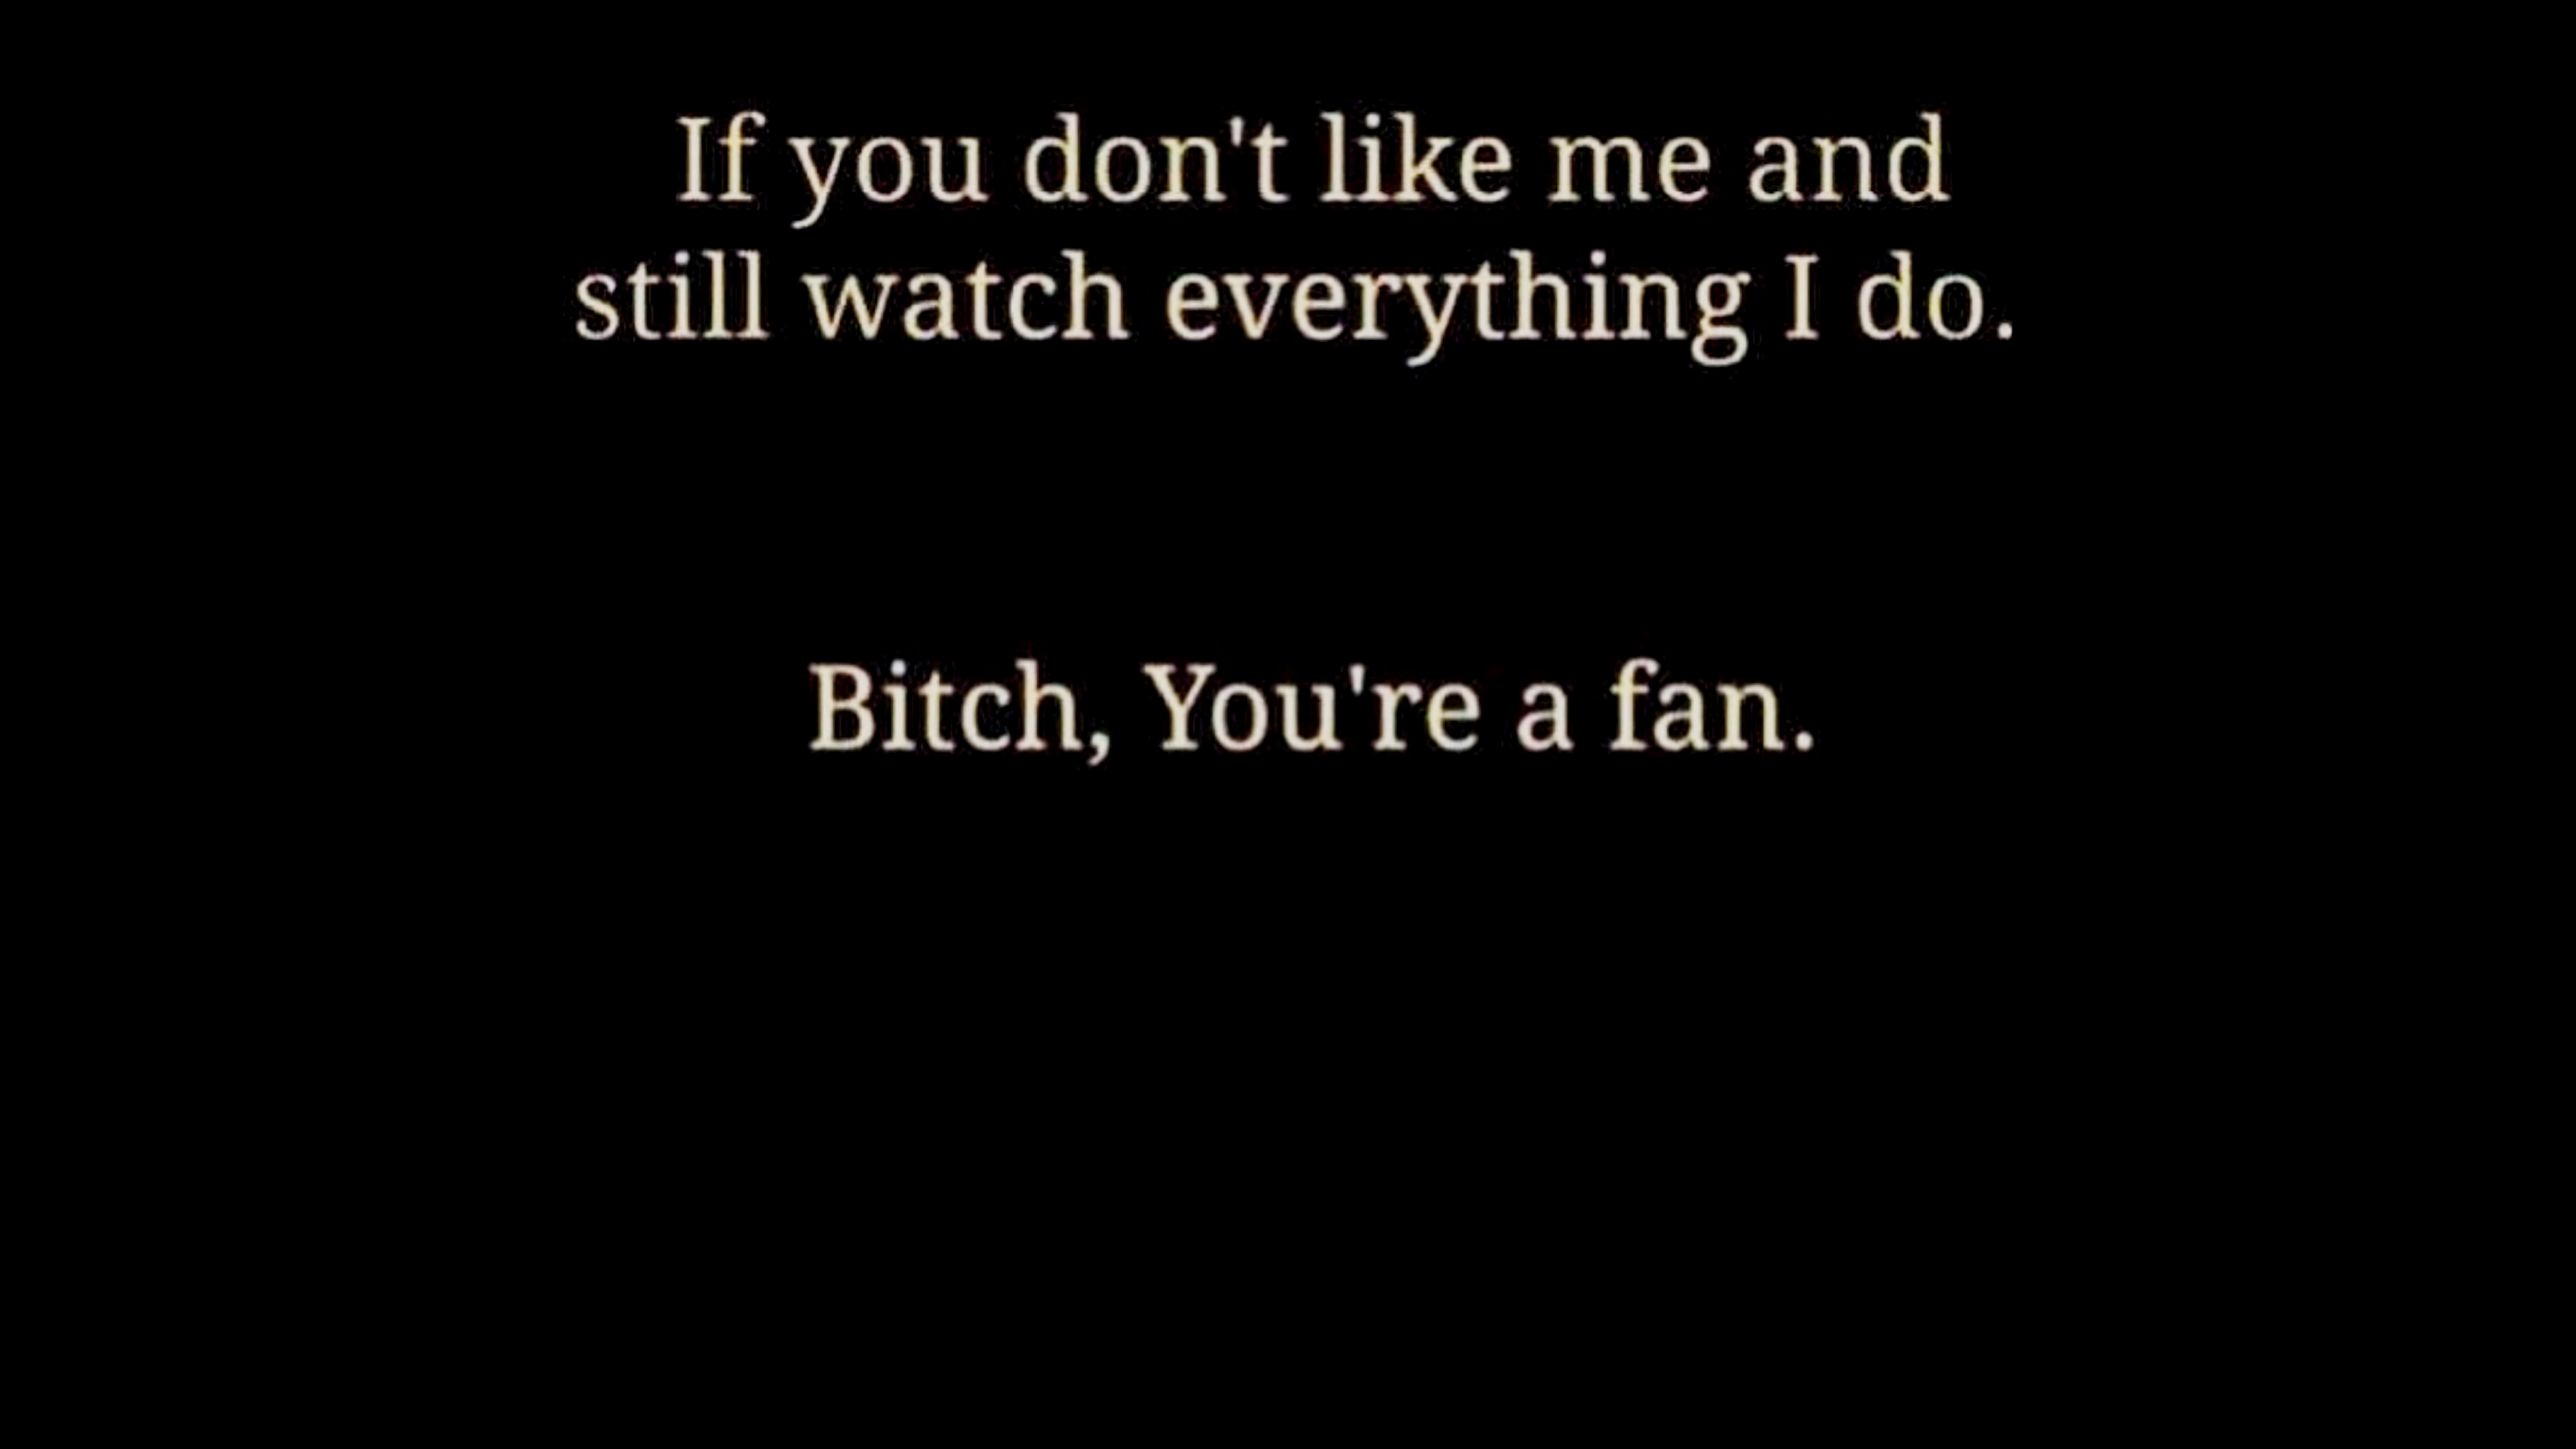 If you don't like me and
still watch everything I do.
Bitch, You're a fan.